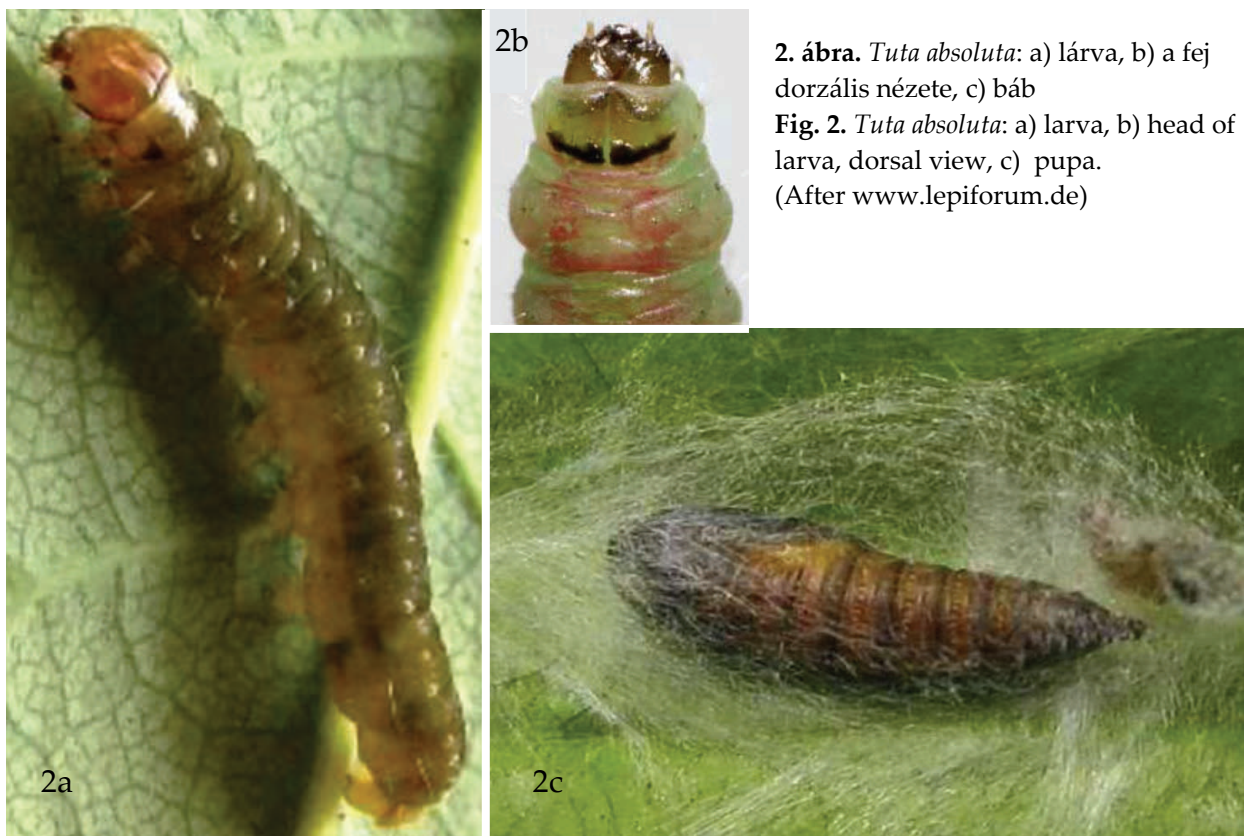 2b
2. ábra. Tuta absoluta: a) lárva, b) a fej
dorzális nézete, c) báb
Fig. 2. Tuta absoluta: a) larva, b) head of
larva, dorsal view, c) pupa.
(After www.lepiforum.de)
2a
2c